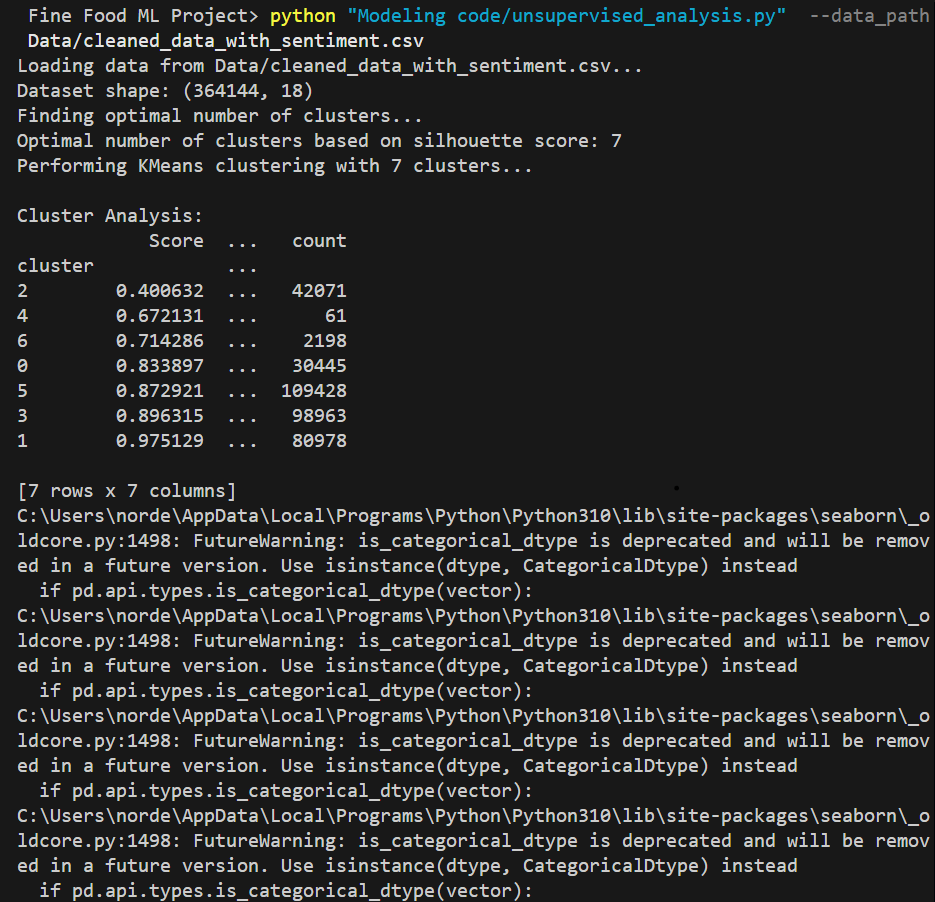 Fine Food ML Project> python "Modeling code/unsupervised_analysis.py"  --data_path
Data/cleaned_data_with_sentiment.csv
Loading data from Data/cleaned_data_with_sentiment.csv...
Dataset shape: (364144, 18)
Finding optimal number of clusters...
Optimal number of clusters based on silhouette score: 7
Performing KMeans clustering with 7 clusters...

Cluster Analysis:
            Score  ...   count
cluster            ...
2        0.400632  ...   42071
4        0.672131  ...      61
6        0.714286  ...    2198
0        0.833897  ...   30445
5        0.872921  ...  109428
3        0.896315  ...   98963
1        0.975129  ...   80978

[7 rows x 7 columns]
C:\Users\norde\AppData\Local\Programs\Python\Python310\lib\site-packages\seaborn\_o
ldcore.py:1498: FutureWarning: is_categorical_dtype is deprecated and will be remov
ed in a future version. Use isinstance(dtype, CategoricalDtype) instead
  if pd.api.types.is_categorical_dtype(vector):
C:\Users\norde\AppData\Local\Programs\Python\Python310\lib\site-packages\seaborn\_o
ldcore.py:1498: FutureWarning: is_categorical_dtype is deprecated and will be remov
ed in a future version. Use isinstance(dtype, CategoricalDtype) instead
  if pd.api.types.is_categorical_dtype(vector):
C:\Users\norde\AppData\Local\Programs\Python\Python310\lib\site-packages\seaborn\_o
ldcore.py:1498: FutureWarning: is_categorical_dtype is deprecated and will be remov
ed in a future version. Use isinstance(dtype, CategoricalDtype) instead
  if pd.api.types.is_categorical_dtype(vector):
C:\Users\norde\AppData\Local\Programs\Python\Python310\lib\site-packages\seaborn\_o
ldcore.py:1498: FutureWarning: is_categorical_dtype is deprecated and will be remov
ed in a future version. Use isinstance(dtype, CategoricalDtype) instead
  if pd.api.types.is_categorical_dtype(vector):